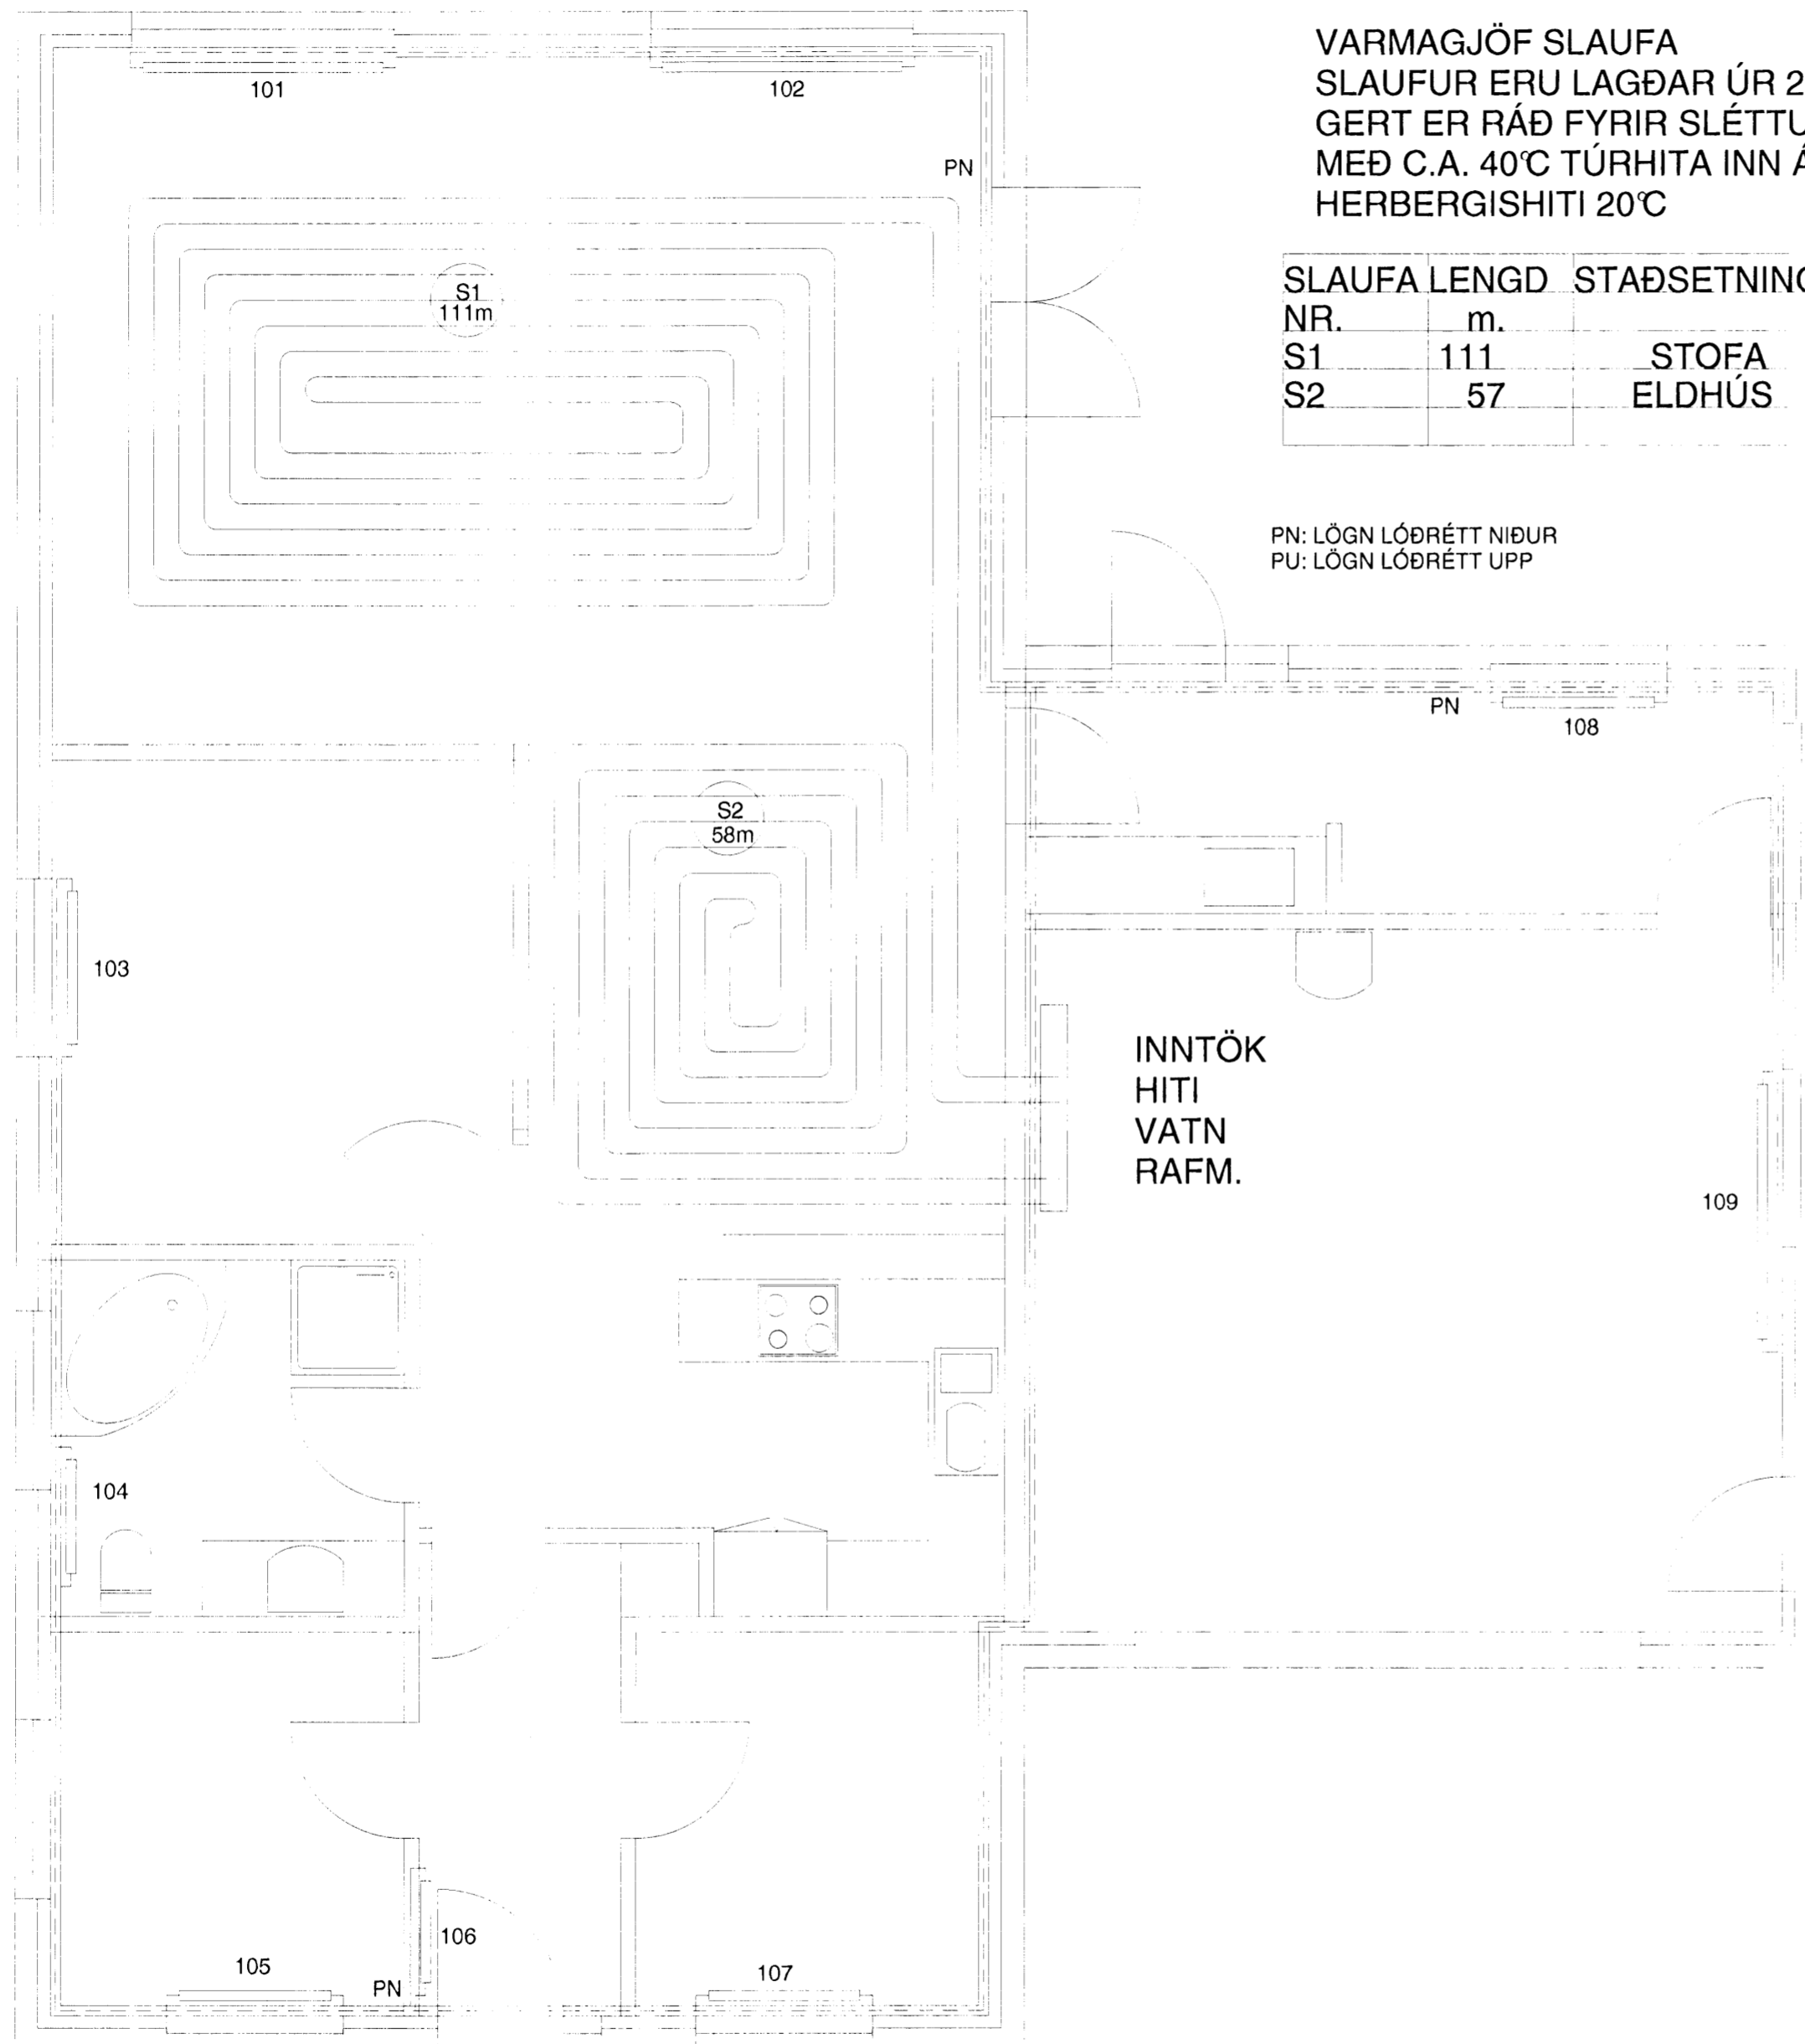 VARMAGJÖF SLAUFA
SLAUFUR ERU LAGÐAR ÚR 2
GERT ER RÁÐ FYRIR SLÉTTU
MEÐ C.A. 40°C TÚRHITA INN Á
HERBERGISHITI 20°C
SLAUFA LENGD STAÐSETNING
NR. m.
S1 111 STOFA
S2 57 ELDHÚS
PN: LÖGN LÓÐRÉTT NIÐUR
PU: LÖGN LÓÐRÉTT UPP
101
102
PN
S1
111m
PN
108
S2
58m
103
INNTÖK
HITI
VATN
RAFM.
109
104
106
105
PN
107